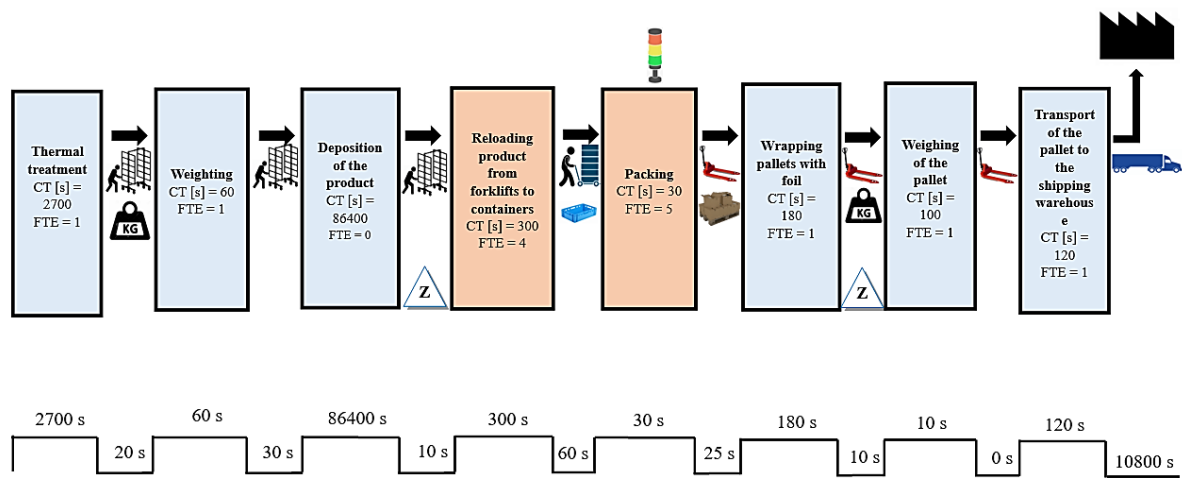 Thermal
treatment
CT [s] =
2700
FTE = 1
KG
Weighting
CT [s] = 60
FTE = 1
Deposition
of the
product
CT [s] =
86400
FTE = 0
Z
Reloading
product
from
forklifts to
containers
CT [s] = 300
FTE = 4
Packing
CT [s] = 30
FTE = 5
Wrapping
pallets with
foil
CT [s] =
180
FTE = 1
KG
Z
Weighing
of the
pallet
CT [s] =
100
FTE = 1
Transport
of the
pallet to
the
shipping
warehous
e
CT [s] =
120
FTE = 1
2700 s
20 s
60 s
30 s
86400 s
10 s
300 s
60 s
30 s
25 s
180 s
10 s
10 s
0 s
120 s
10800 s